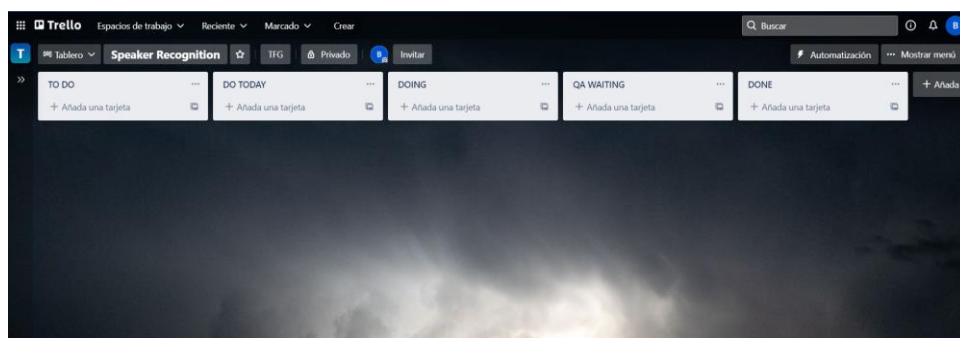 Trello Espacios de trabajo Reciente Marcado Crear Buscar B
T Tablero Speaker Recognition TFG Privado B Invitar Automatización ··· Mostrar menú
TO DO ··· DO TODAY ··· DOING ··· QA WAITING ··· DONE ··· + Añada
+ Añada una tarjeta + Añada una tarjeta + Añada una tarjeta + Añada una tarjeta + Añada una tarjeta